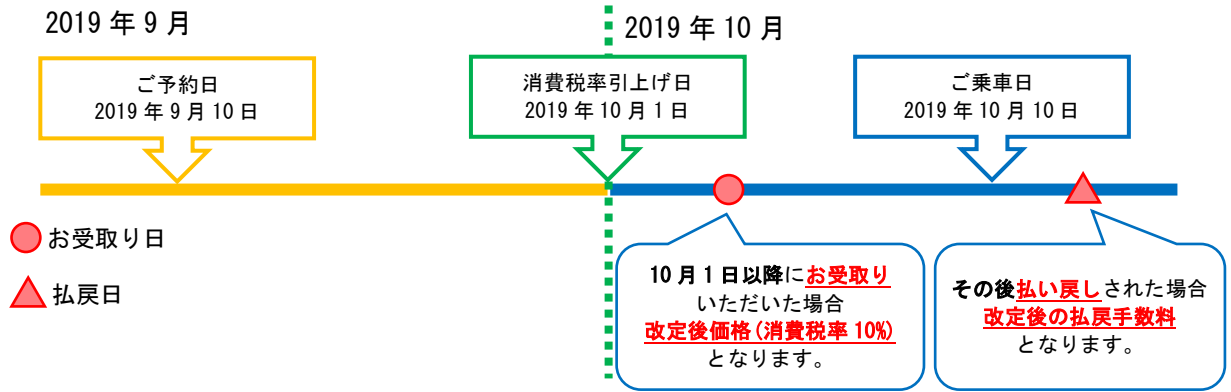 2019 年 9 月
2019 年 10 月
ご予約日
2019 年 9 月 10 日
消費税率引上げ日
2019 年 10 月 1 日
ご乗車日
2019 年 10 月 10 日
お受取り日
払戻日
10 月 1 日以降にお受取り
いただいた場合
改定後価格(消費税率 10%)
となります。
その後払い戻しされた場合
改定後の払戻手数料
となります。